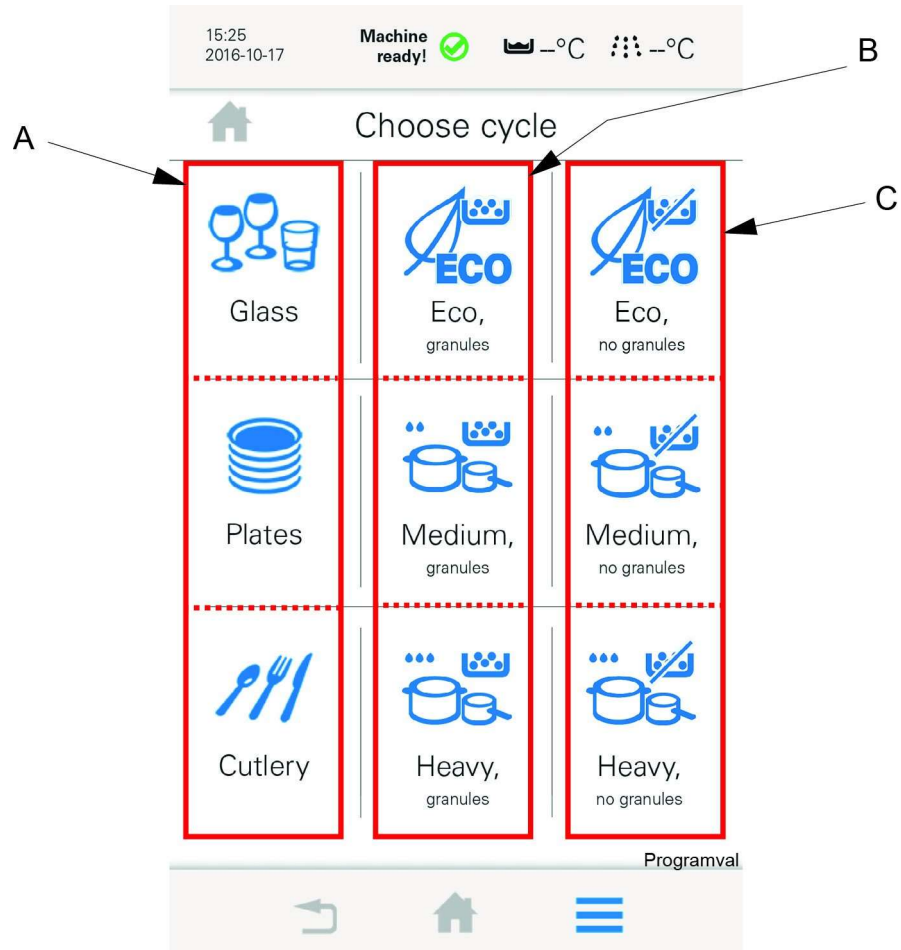 15:25
2016-10-17
Machine
ready!
--°C
--°C
B
Choose cycle
A
C
Glass
ECO
Eco,
granules
ECO
Eco,
no granules
Plates
Medium,
granules
Medium,
no granules
Cutlery
Heavy,
granules
Heavy,
no granules
Programval